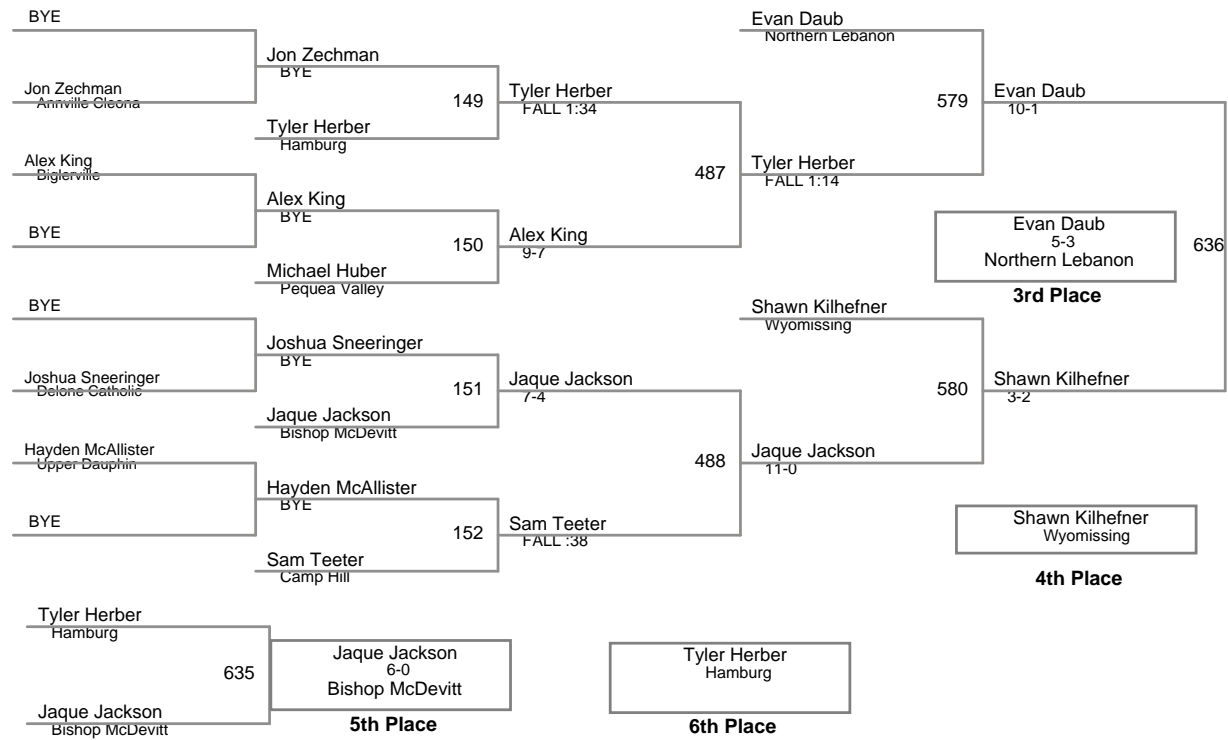 BYE
Evan Daub
Northern Lebanon
Jon Zechman
BYE
Jon Zechman
Annville Cleona
149
Tyler Herber
FALL 1:34
579
Evan Daub
10-1
Tyler Herber
Hamburg
Alex King
Biglerville
487
Tyler Herber
FALL 1:14
Alex King
BYE
BYE
150
Alex King
9-7
Evan Daub
5-3
Northern Lebanon
636
Michael Huber
Pequea Valley
3rd Place
BYE
Shawn Kilhefner
Wyomissing
Joshua Sneeringer
BYE
Joshua Sneeringer
Delone Catholic
151
Jaque Jackson
7-4
580
Shawn Kilhefner
3-2
Jaque Jackson
Bishop McDevitt
Hayden McAllister
Upper Dauphin
488
Jaque Jackson
11-0
Hayden McAllister
BYE
BYE
152
Sam Teeter
FALL :38
Shawn Kilhefner
Wyomissing
Sam Teeter
Camp Hill
4th Place
Tyler Herber
Hamburg
635
Jaque Jackson
6-0
Bishop McDevitt
Tyler Herber
Hamburg
Jaque Jackson
Bishop McDevitt
5th Place
6th Place